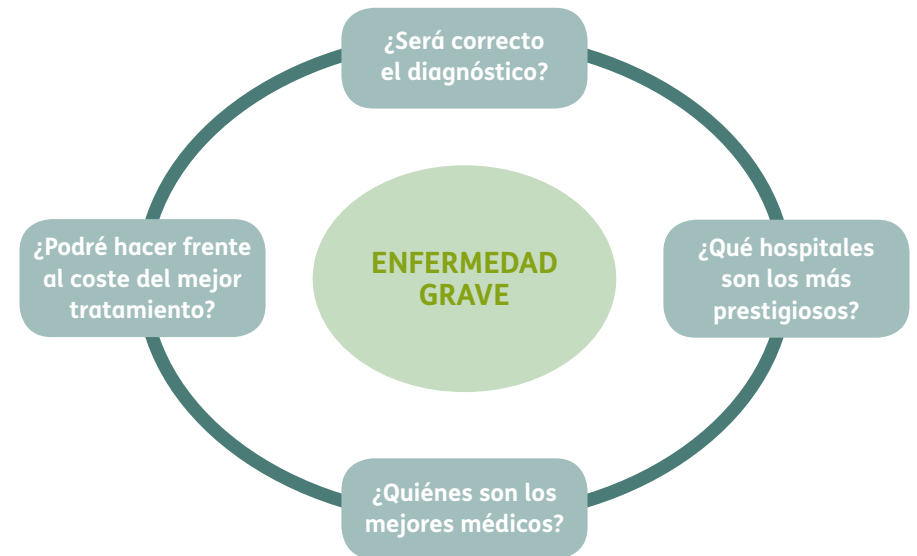 ¿Será correcto
el diagnóstico?
¿Podré hacer frente
al coste del mejor
tratamiento?
ENFERMEDAD
GRAVE
¿Qué hospitales
son los más
prestigiosos?
¿Quiénes son los
mejores médicos?